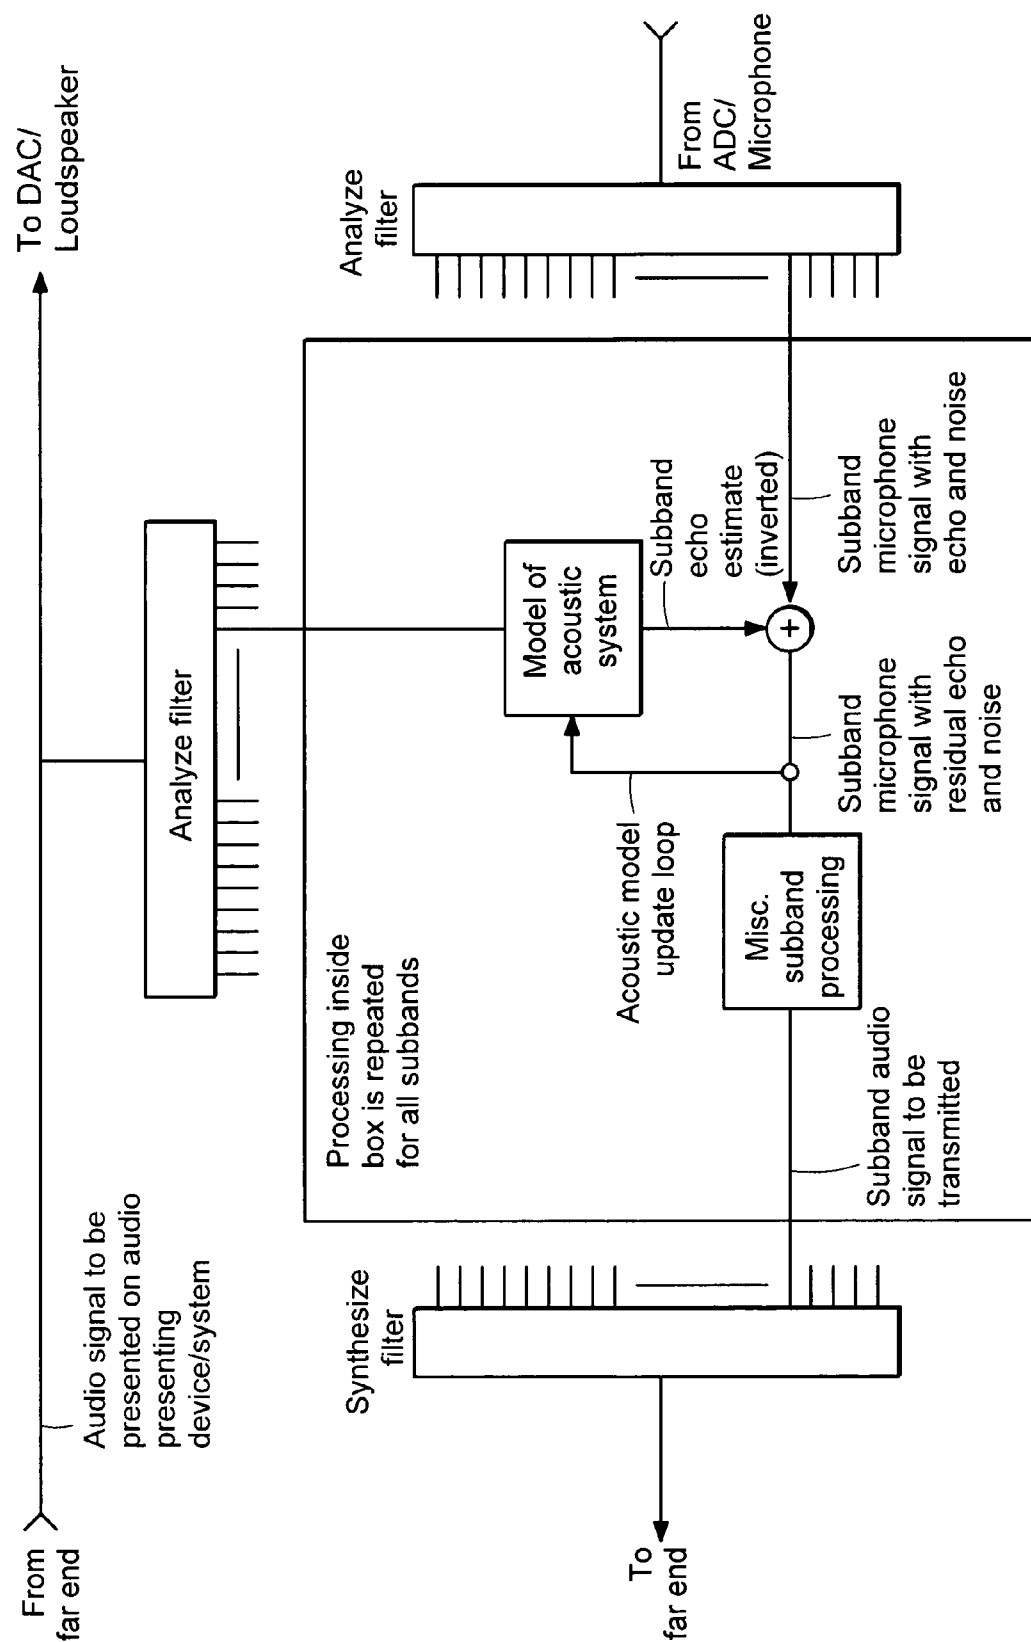 From
far end
Audio signal to be
presented on audio
presenting
device/system
To DAC/
Loudspeaker
Analyze filter
Processing inside
box is repeated
for all subbands
Model of
acoustic
system
Subband
echo
estimate
(inverted)
Analyze
filter
From
ADC/
Microphone
Acoustic model
update loop
+
Synthesize
filter
To
far end
Misc.
subband
processing
Subband audio
signal to be
transmitted
Subband
microphone
signal with
residual echo
and noise
Subband
microphone
signal with
echo and noise